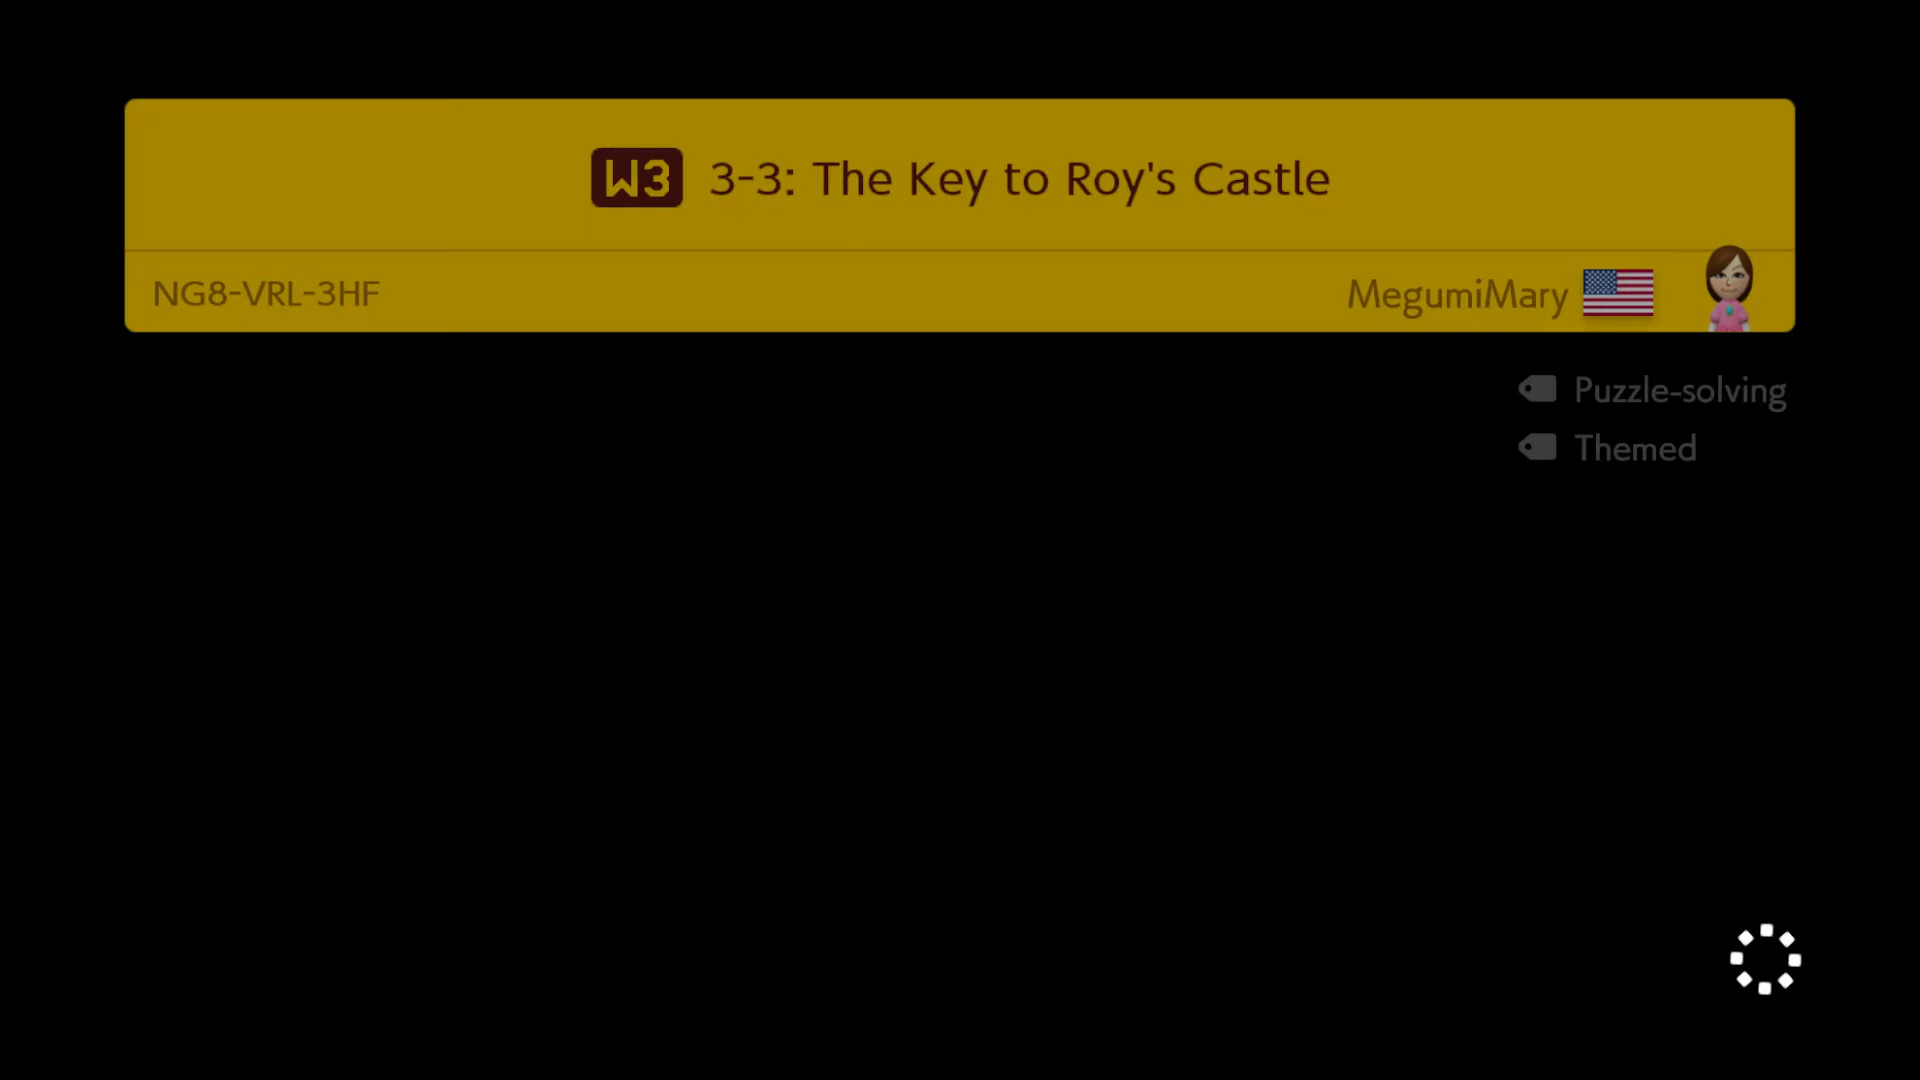 W3 3-3: The Key to Roy's Castle
NG8-VRL-3HF MegumiMary
Puzzle-solving
Themed